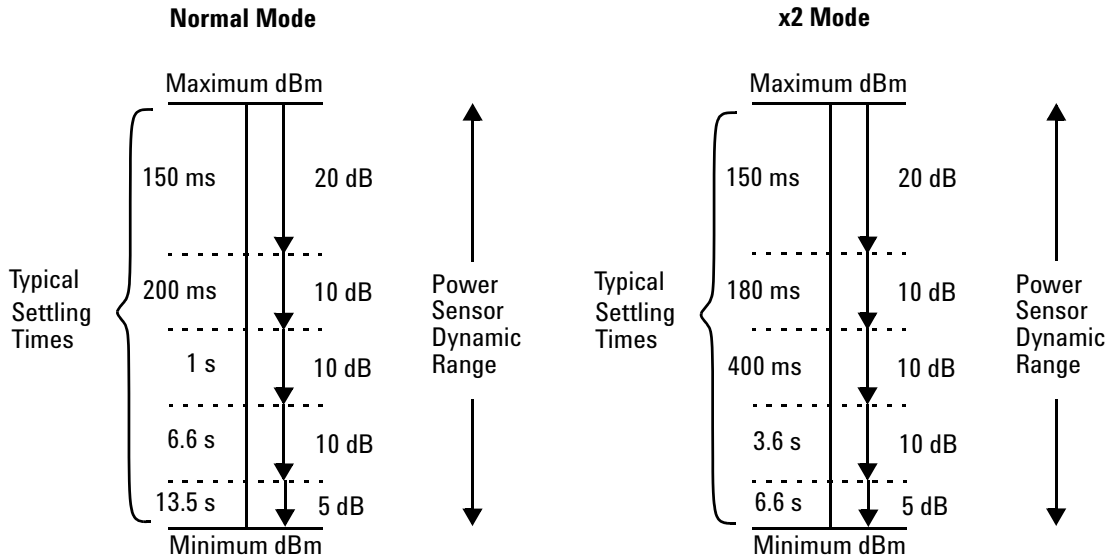 Normal Mode
Maximum dBm
150 ms
20 dB
200 ms
10 dB
1 s
10 dB
6.6 s
10 dB
13.5 s
5 dB
Minimum dBm
Typical
Settling
Times
Power
Sensor
Dynamic
Range
x2 Mode
Maximum dBm
150 ms
20 dB
180 ms
10 dB
400 ms
10 dB
3.6 s
10 dB
6.6 s
5 dB
Minimum dBm
Typical
Settling
Times
Power
Sensor
Dynamic
Range